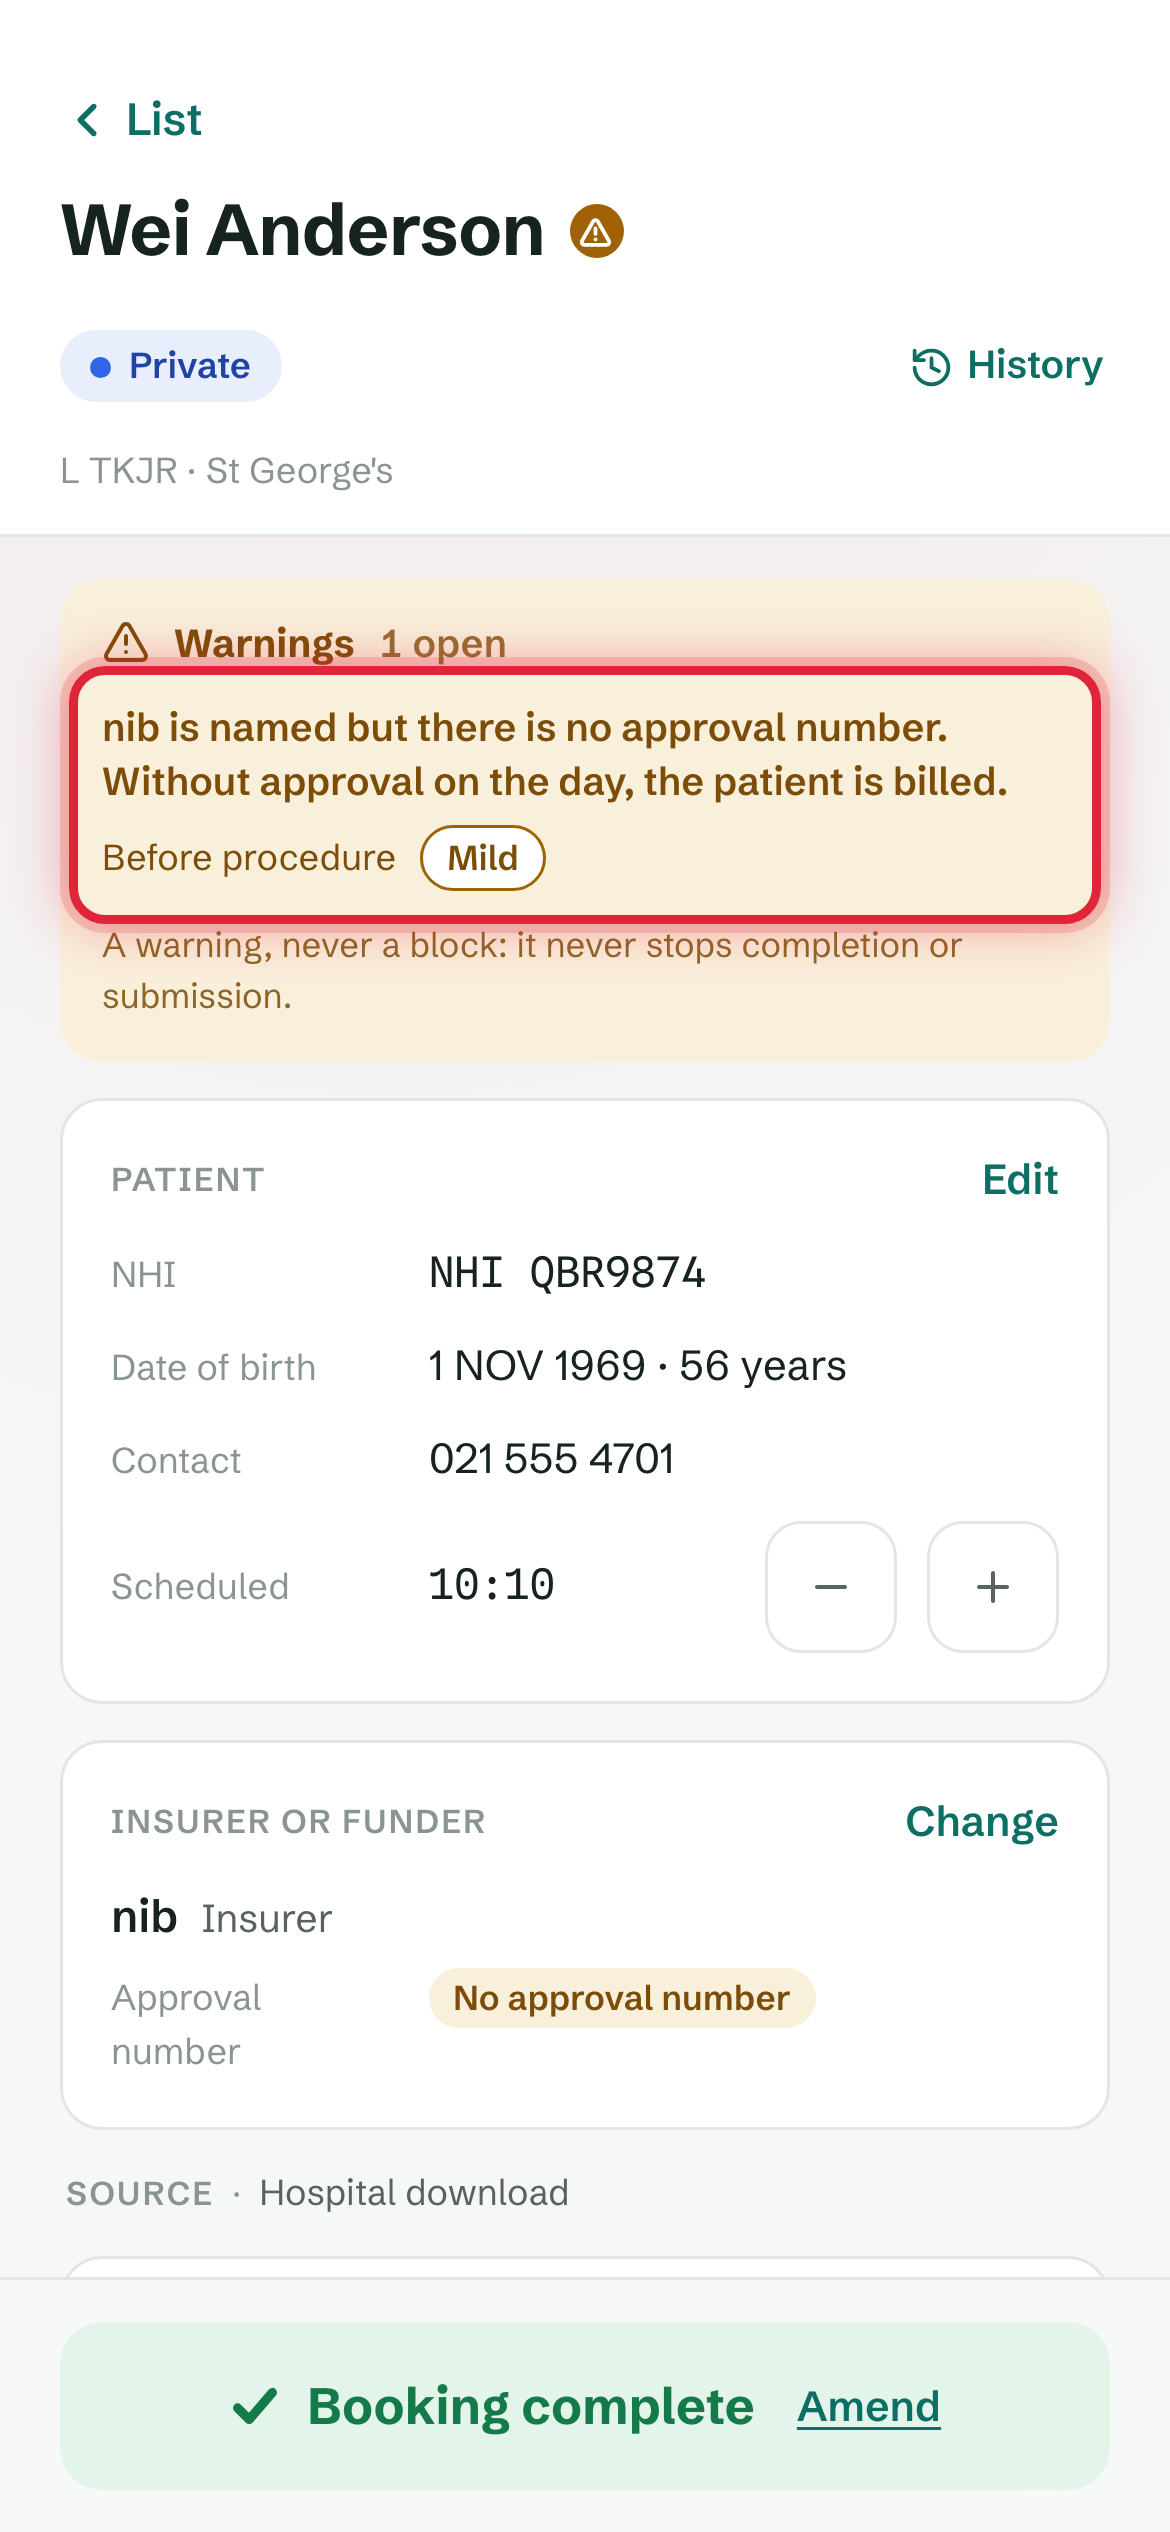 List
Wei Anderson
Private
History
L TKJR · St George's
Warnings 1 open
nib is named but there is no approval number.
Without approval on the day, the patient is billed.
Before procedure Mild
A warning, never a block: it never stops completion or
submission.
PATIENT Edit
NHI NHI QBR9874
Date of birth 1 NOV 1969 · 56 years
Contact 021 555 4701
Scheduled 10:10 − +
INSURER OR FUNDER Change
nib Insurer
Approval No approval number
number
SOURCE · Hospital download
Booking complete Amend